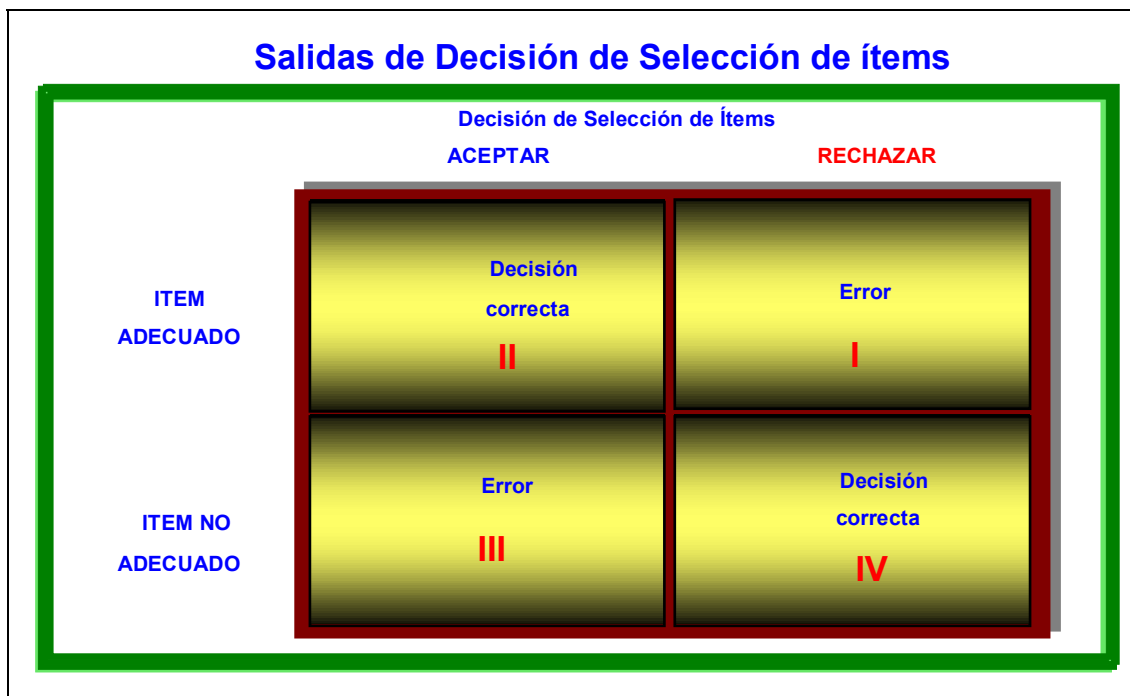 Salidas de Decisión de Selección de ítems
Decisión de Selección de Ítems
ACEPTAR
RECHAZAR
ITEM
ADECUADO
Decisión
correcta
II
Error
I
ITEM NO
ADECUADO
Error
III
Decisión
correcta
IV